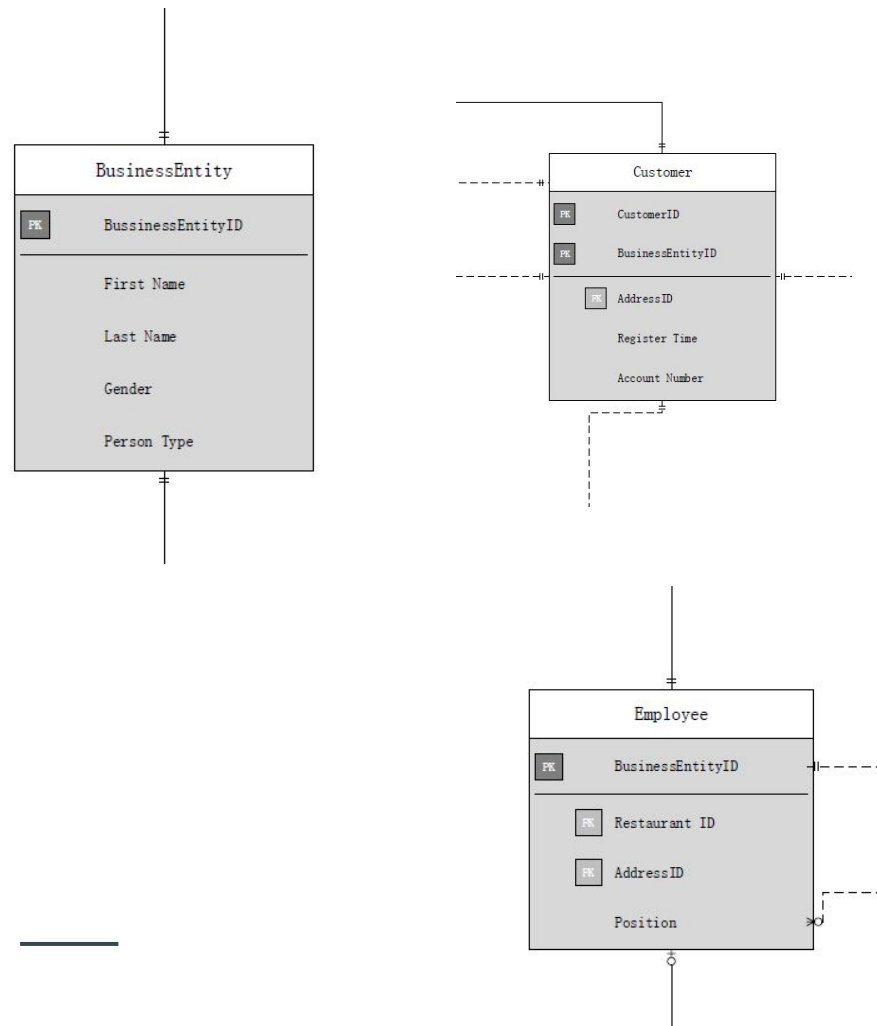 BusinessEntity
PK BussinessEntityID
First Name
Last Name
Gender
Person Type
Customer
PK CustomerID
PK BusinessEntityID
FK AddressID
Register Time
Account Number
Employee
PK BusinessEntityID
FK Restaurant ID
FK AddressID
Position